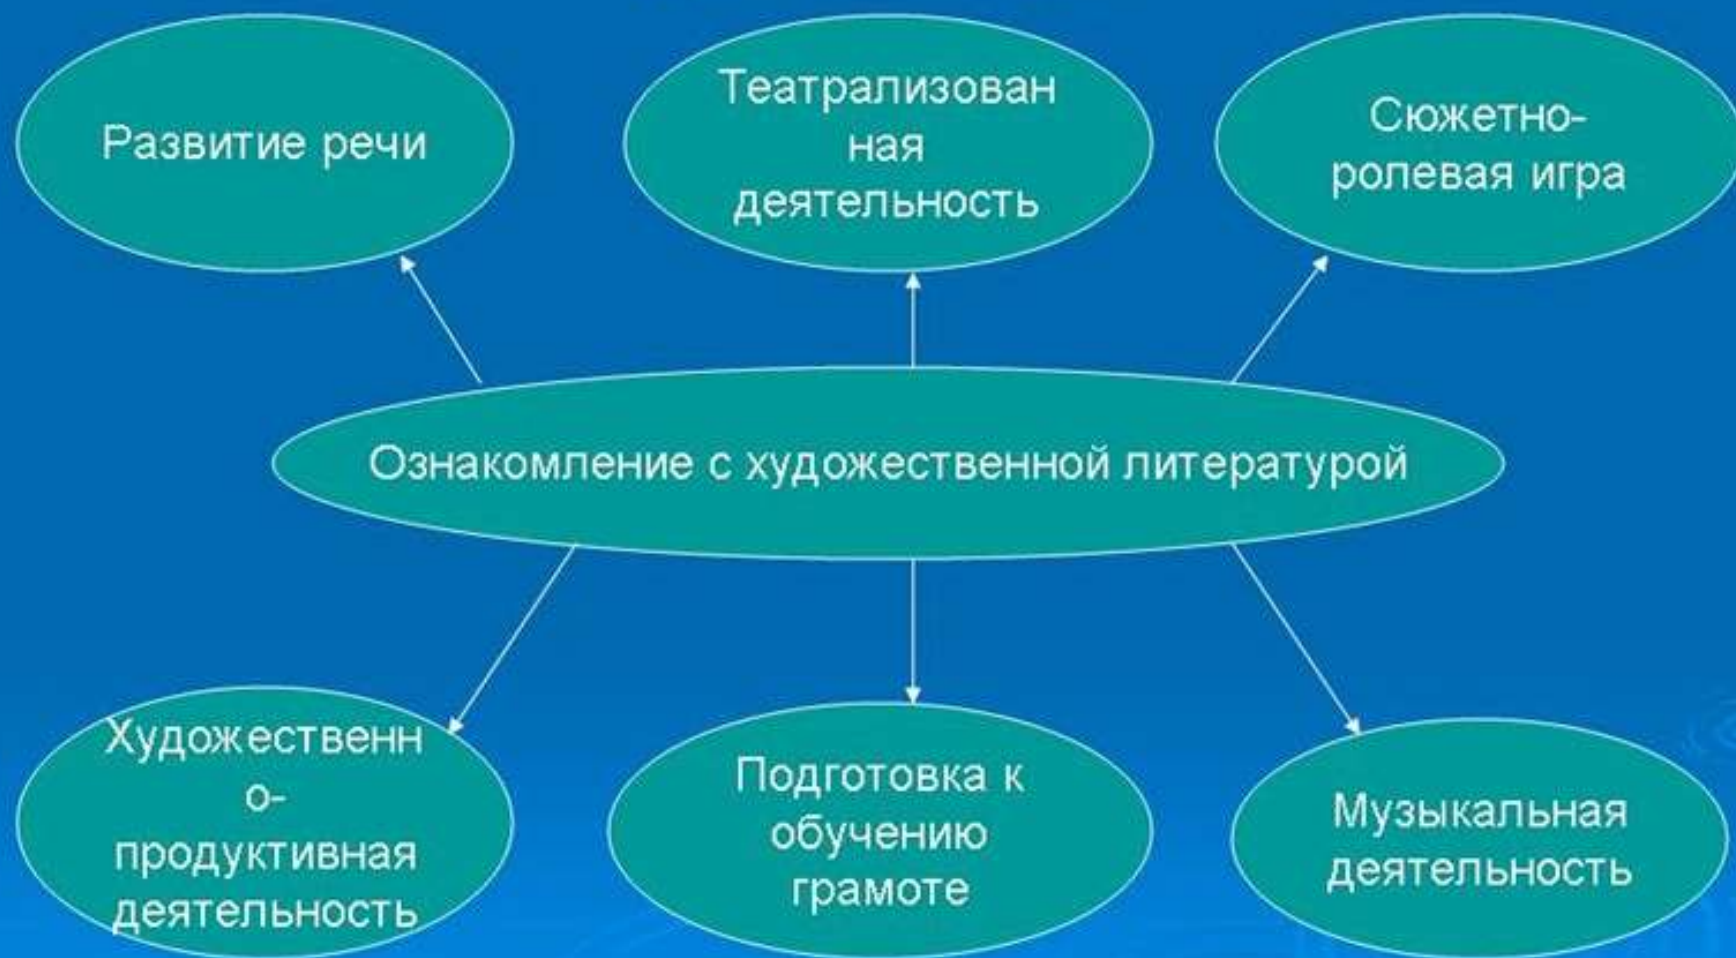 Развитие речи
Театрализован
ная
деятельность
Сюжетно-
ролевая игра
Ознакомление с художественной литературой
Художественн
о-
продуктивная
деятельность
Подготовка к
обучению
грамоте
Музыкальная
деятельность